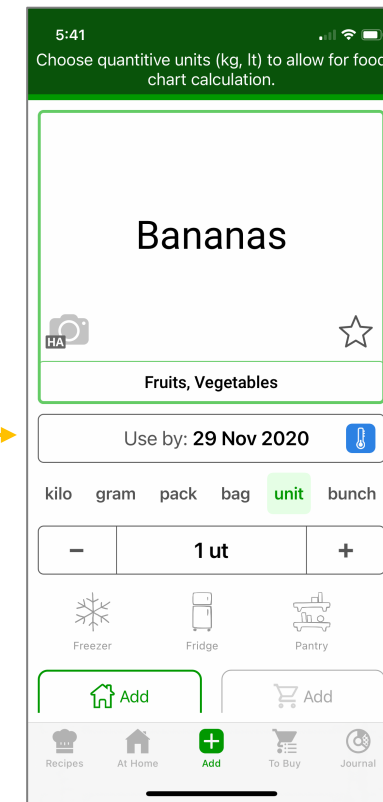 5:41
Choose quantitive units (kg, lt) to allow for food
chart calculation.
Bananas
HA
Fruits, Vegetables
Use by: 29 Nov 2020
kilo gram pack bag unit bunch
− 1 ut +
Freezer Fridge Pantry
Add Add
Recipes At Home Add To Buy Journal